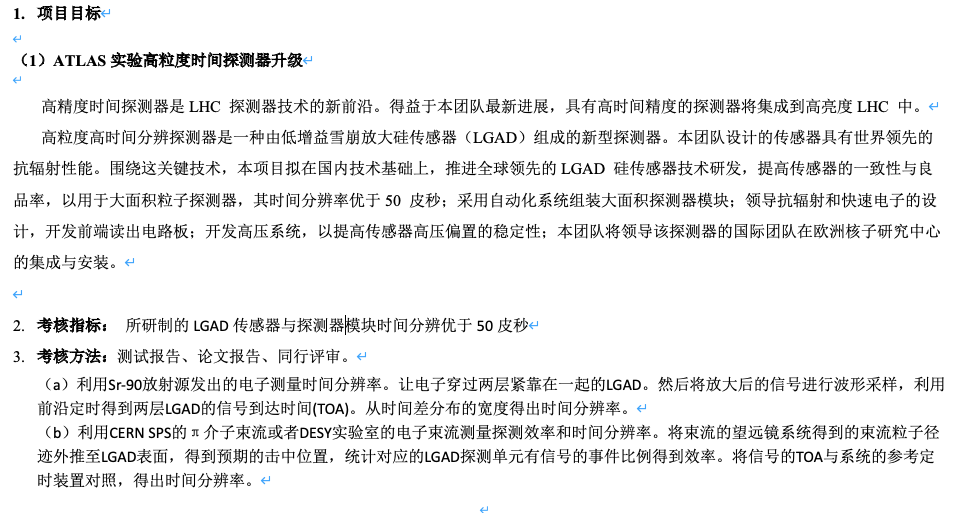 1. 项目目标
（1）ATLAS 实验高粒度时间探测器升级
高精度时间探测器是 LHC 探测器技术的新前沿。得益于本团队最新进展，具有高时间精度的探测器将集成到高亮度 LHC 中。
高粒度高时间分辨探测器是一种由低增益雪崩放大硅传感器（LGAD）组成的新型探测器。本团队设计的传感器具有世界领先的
抗辐射性能。围绕这关键技术，本项目拟在国内技术基础上，推进全球领先的 LGAD 硅传感器技术研发，提高传感器的一致性与良
品率，以用于大面积粒子探测器，其时间分辨率优于 50 皮秒；采用自动化系统组装大面积探测器模块；领导抗辐射和快速电子的设
计，开发前端读出电路板；开发高压系统，以提高传感器高压偏置的稳定性；本团队将领导该探测器的国际团队在欧洲核子研究中心
的集成与安装。
2. 考核指标： 所研制的 LGAD 传感器与探测器模块时间分辨优于 50 皮秒
3. 考核方法：测试报告、论文报告、同行评审。
（a）利用Sr-90放射源发出的电子测量时间分辨率。让电子穿过两层紧靠在一起的LGAD。然后将放大后的信号进行波形采样，利用
前沿定时得到两层LGAD的信号到达时间(TOA)。从时间差分布的宽度得出时间分辨率。
（b）利用CERN SPS的 π 介子束流或者DESY实验室的电子束流测量探测效率和时间分辨率。将束流的望远镜系统得到的束流粒子径
迹外推至LGAD表面，得到预期的击中位置，统计对应的LGAD探测单元有信号的事件比例得到效率。将信号的TOA与系统的参考定
时装置对照，得出时间分辨率。